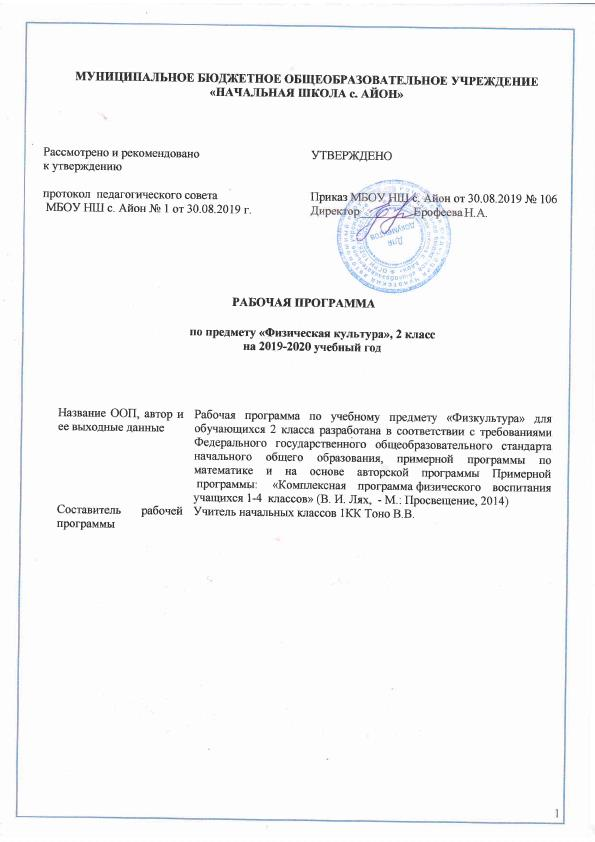 МУНИЦИПАЛЬНОЕ БЮДЖЕТНОЕ ОБЩЕОБРАЗОВАТЕЛЬНОЕ УЧРЕЖДЕНИЕ
«НАЧАЛЬНАЯ ШКОЛА с. АЙОН»
Рассмотрено и рекомендовано
к утверждению
протокол педагогического совета
МБОУ НШ с. Айон № 1 от 30.08.2019 г.
УТВЕРЖДЕНО
Приказ МБОУ НШ с. Айон от 30.08.2019 № 106
Директор Ерофеева Н.А.
Для
документов
РАБОЧАЯ ПРОГРАММА
по предмету «Физическая культура», 2 класс
на 2019-2020 учебный год
Название ООП, автор и
ее выходные данные
Рабочая программа по учебному предмету «Физкультура» для
обучающихся 2 класса разработана в соответствии с требованиями
Федерального государственного общеобразовательного стандарта
начального общего образования, примерной программы по
математике и на основе авторской программы Примерной
программы: «Комплексная программа физического воспитания
учащихся 1-4 классов» (В. И. Лях, - М.: Просвещение, 2014)
Составитель рабочей
программы
Учитель начальных классов 1КК Тоно В.В.
1